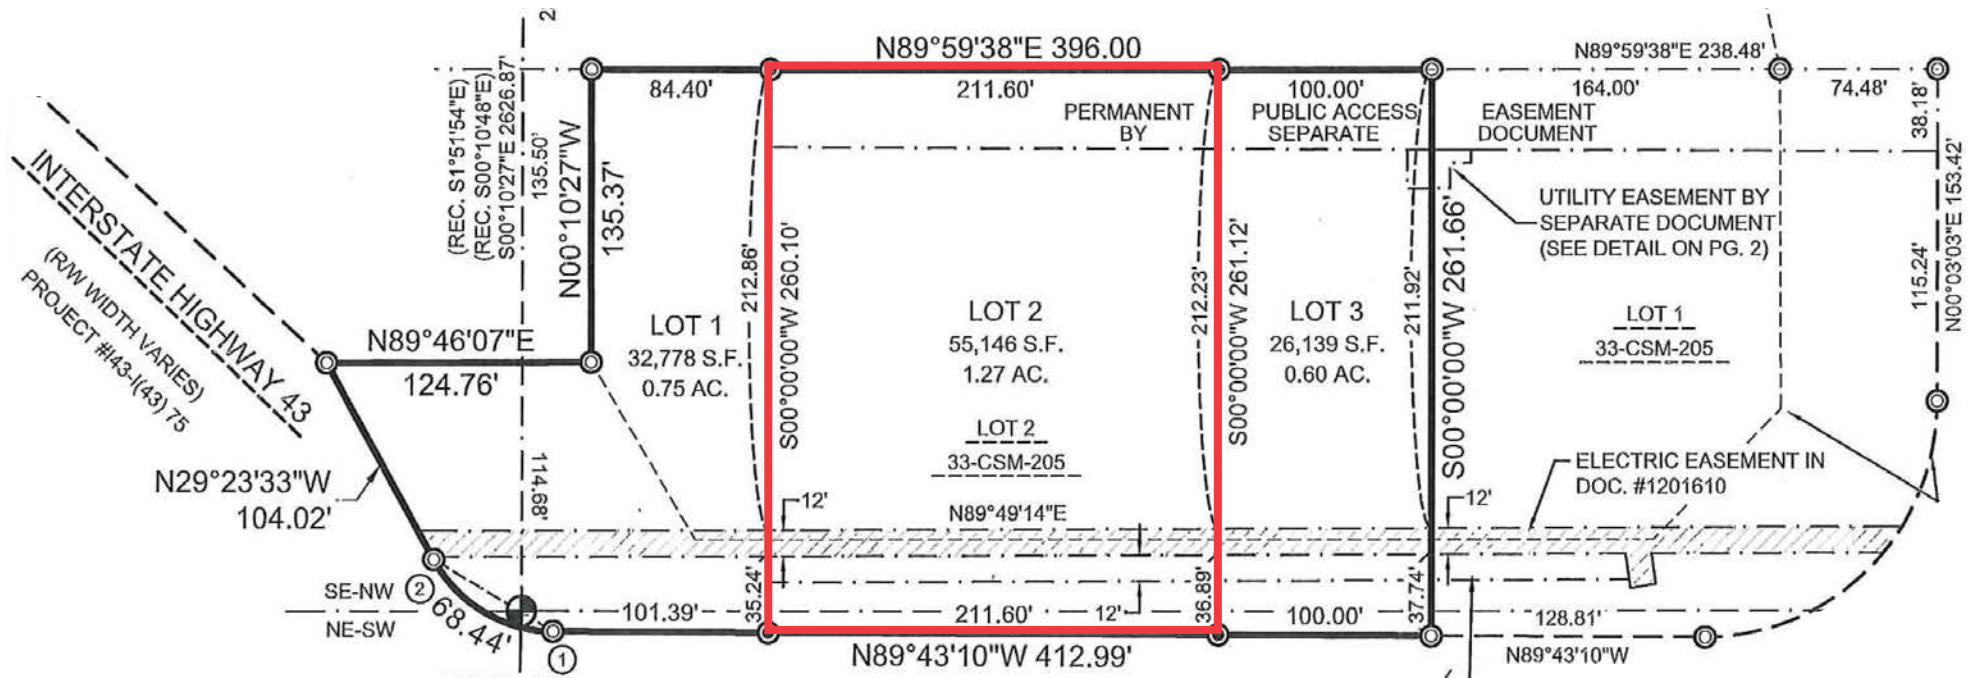 2
N89°59'38"E 396.00
N89°59'38"E 238.48'
84.40'
211.60'
100.00'
164.00'
74.48'
38.18'
(REC. S1°51'54"E)
(REC. S00°10'48"E)
S00°10'27"E 2626.87'
135.50'
N00°10'27"W
135.37'
PERMANENT PUBLIC ACCESS EASEMENT
BY SEPARATE DOCUMENT
INTERSTATE HIGHWAY 43
(R/W WIDTH VARIES)
PROJECT #I43-I(43) 75
UTILITY EASEMENT BY
SEPARATE DOCUMENT
(SEE DETAIL ON PG. 2)
N00°03'03"E 153.42'
115.24'
212.86'
S00°00'00"W 260.10'
212.23'
S00°00'00"W 261.12'
211.92'
S00°00'00"W 261.66'
N89°46'07"E
124.76'
LOT 1
32,778 S.F.
0.75 AC.
LOT 2
55,146 S.F.
1.27 AC.
LOT 2
33-CSM-205
LOT 3
26,139 S.F.
0.60 AC.
LOT 1
33-CSM-205
N29°23'33"W
104.02'
114.68'
12'
N89°49'14"E
12'
ELECTRIC EASEMENT IN
DOC. #1201610
SE-NW
NE-SW
2
68.44'
1
101.39'
35.24'
211.60'
12'
36.89'
100.00'
37.74'
128.81'
N89°43'10"W 412.99'
N89°43'10"W